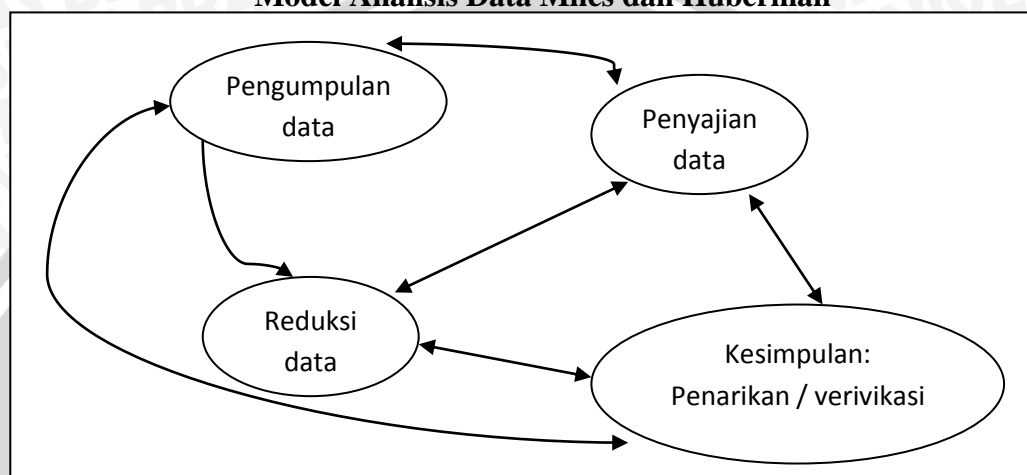 Model Analisis Data Miles dan Huberman
Pengumpulan
data
Penyajian
data
Reduksi
data
Kesimpulan:
Penarikan / verivikasi